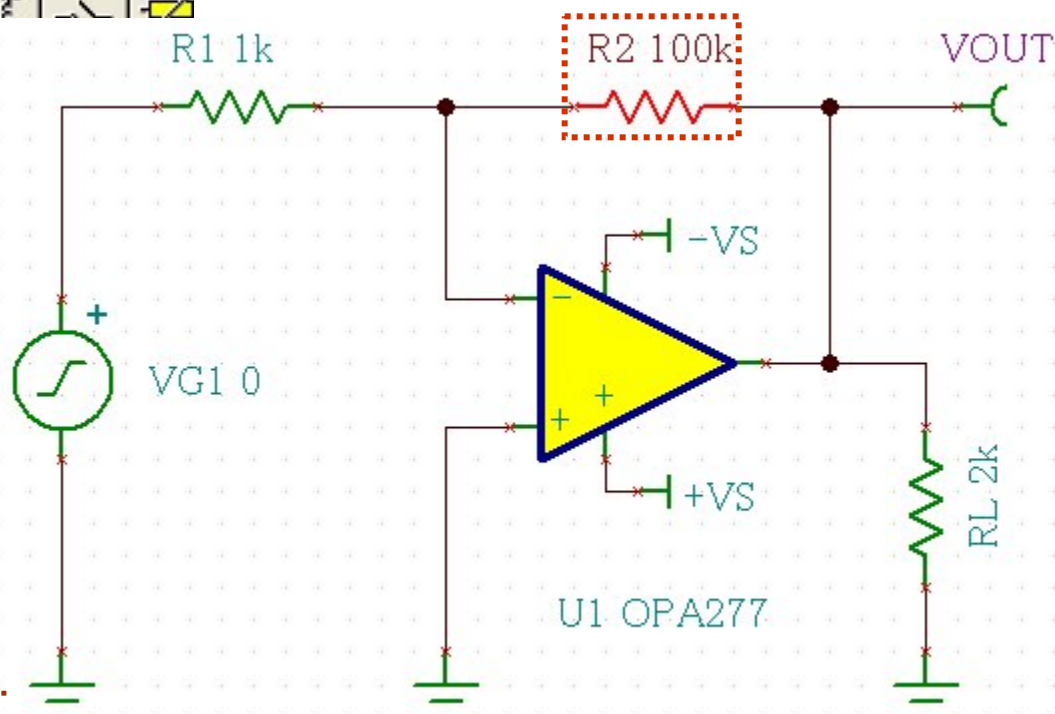 R1 1k
R2 100k
VOUT
-VS
+
VG1 0
-
+
+
+VS
RL 2k
U1 OPA277